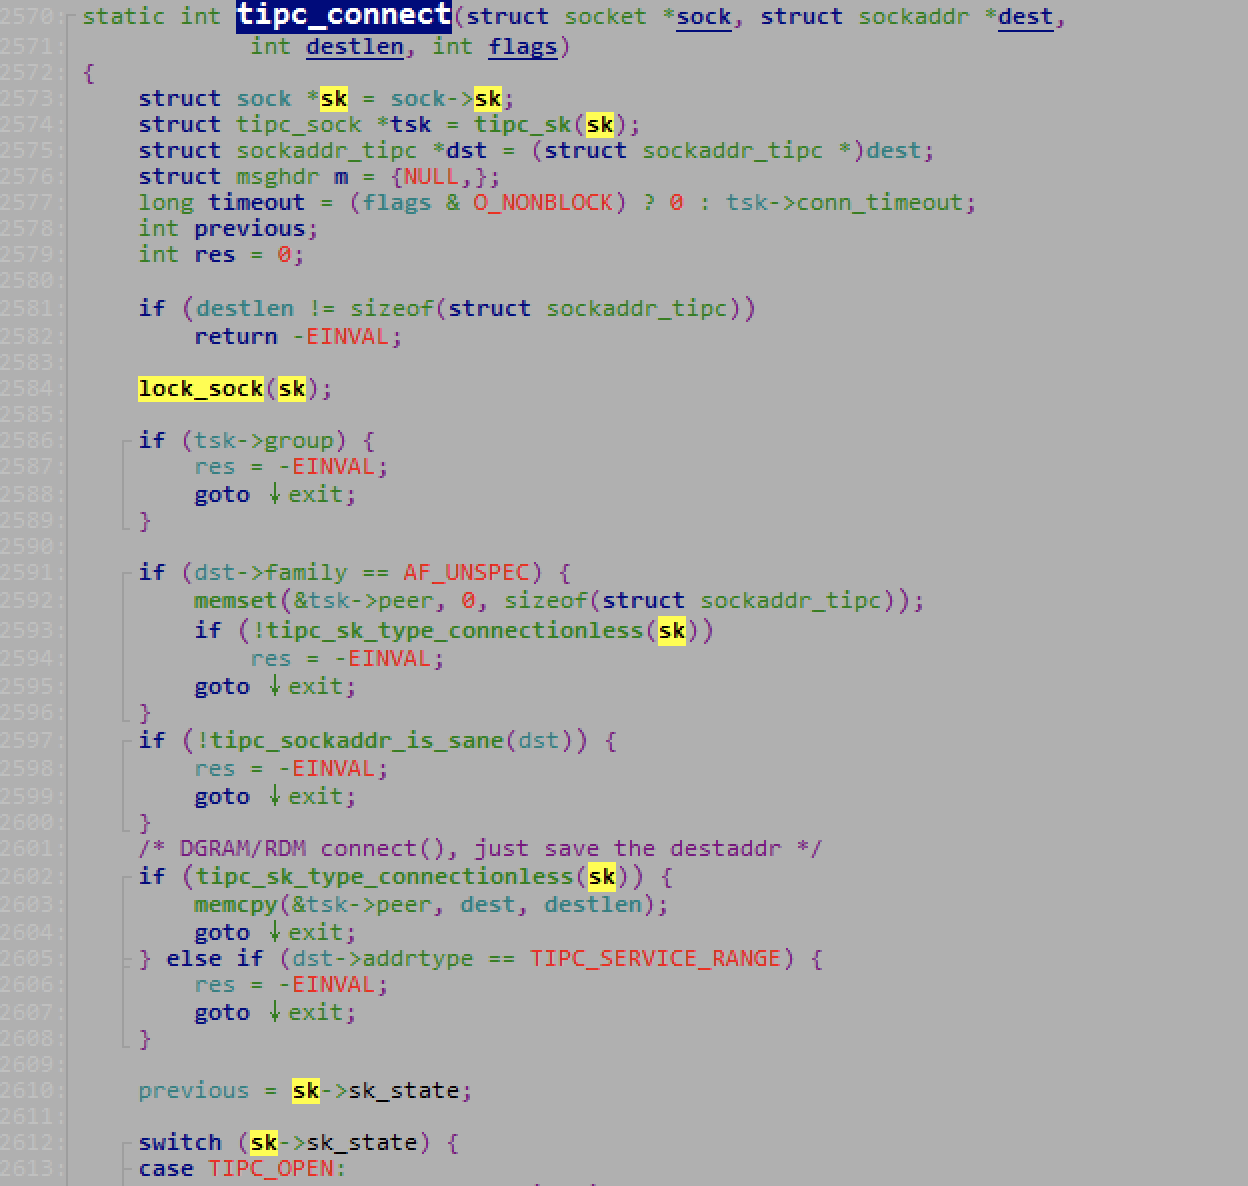 2570: static int tipc_connect(struct socket *sock, struct sockaddr *dest,
2571: int destlen, int flags)
2572: {
2573: struct sock *sk = sock->sk;
2574: struct tipc_sock *tsk = tipc_sk(sk);
2575: struct sockaddr_tipc *dst = (struct sockaddr_tipc *)dest;
2576: struct msghdr m = {NULL,};
2577: long timeout = (flags & O_NONBLOCK) ? 0 : tsk->conn_timeout;
2578: int previous;
2579: int res = 0;
2580:
2581: if (destlen != sizeof(struct sockaddr_tipc))
2582: return -EINVAL;
2583:
2584: lock_sock(sk);
2585:
2586: if (tsk->group) {
2587: res = -EINVAL;
2588: goto ↓exit;
2589: }
2590:
2591: if (dst->family == AF_UNSPEC) {
2592: memset(&tsk->peer, 0, sizeof(struct sockaddr_tipc));
2593: if (!tipc_sk_type_connectionless(sk))
2594: res = -EINVAL;
2595: goto ↓exit;
2596: }
2597: if (!tipc_sockaddr_is_sane(dst)) {
2598: res = -EINVAL;
2599: goto ↓exit;
2600: }
2601: /* DGRAM/RDM connect(), just save the destaddr */
2602: if (tipc_sk_type_connectionless(sk)) {
2603: memcpy(&tsk->peer, dest, destlen);
2604: goto ↓exit;
2605: } else if (dst->addrtype == TIPC_SERVICE_RANGE) {
2606: res = -EINVAL;
2607: goto ↓exit;
2608: }
2609:
2610: previous = sk->sk_state;
2611:
2612: switch (sk->sk_state) {
2613: case TIPC_OPEN: